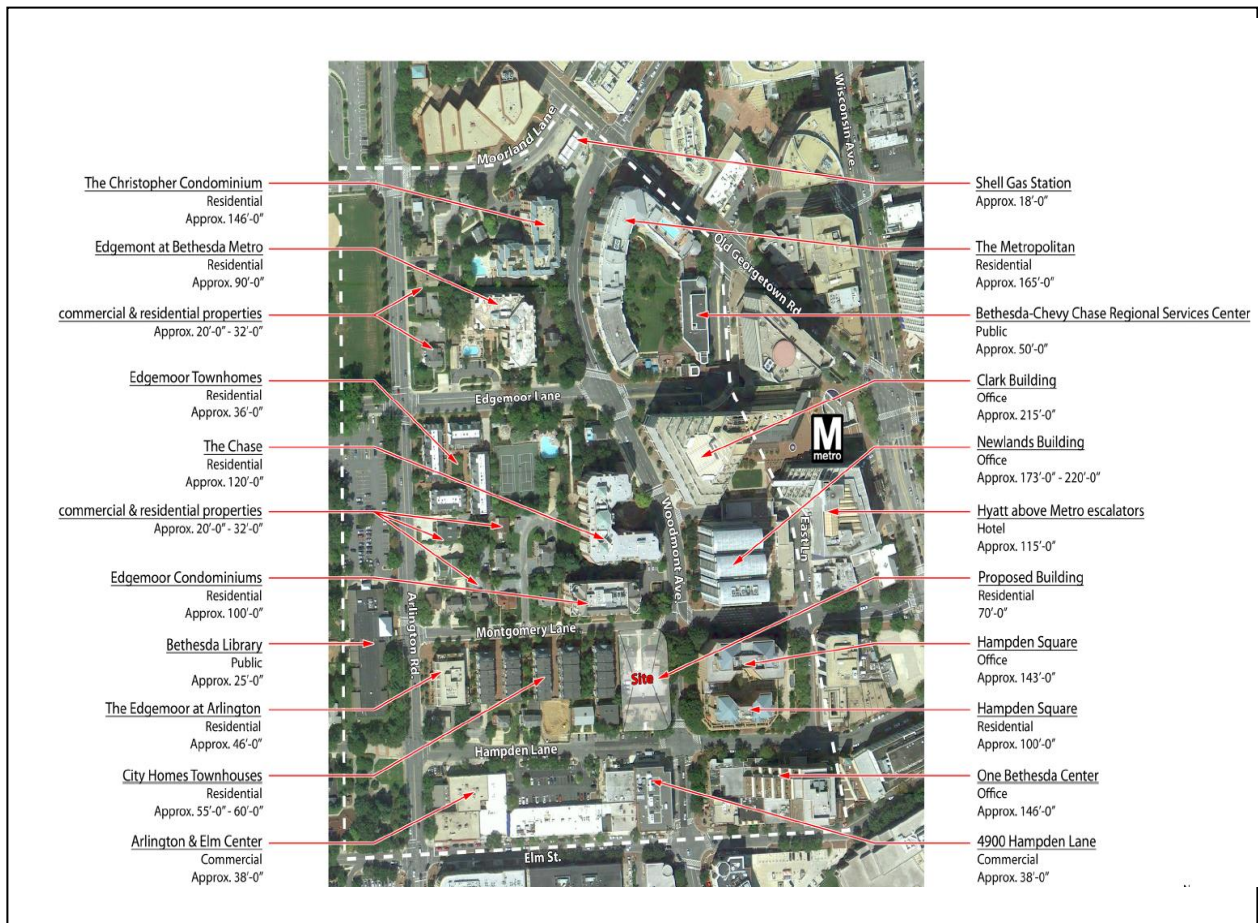 The Christopher Condominium
Residential
Approx. 146'-0"
Edgemont at Bethesda Metro
Residential
Approx. 90'-0"
commercial & residential properties
Approx. 20'-0" - 32'-0"
Edgemoor Townhomes
Residential
Approx. 36'-0"
The Chase
Residential
Approx. 120'-0"
commercial & residential properties
Approx. 20'-0" - 32'-0"
Edgemoor Condominiums
Residential
Approx. 100'-0"
Bethesda Library
Public
Approx. 25'-0"
The Edgemoor at Arlington
Residential
Approx. 46'-0"
City Homes Townhouses
Residential
Approx. 55'-0" - 60'-0"
Arlington & Elm Center
Commercial
Approx. 38'-0"
Moorland Lane
Wisconsin Ave.
Old Georgetown Rd
Edgemoor Lane
M
metro
Woodmont Ave.
East Ln
Arlington Rd.
Montgomery Lane
Site
Hampden Lane
Elm St.
Shell Gas Station
Approx. 18'-0"
The Metropolitan
Residential
Approx. 165'-0"
Bethesda-Chevy Chase Regional Services Center
Public
Approx. 50'-0"
Clark Building
Office
Approx. 215'-0"
Newlands Building
Office
Approx. 173'-0" - 220'-0"
Hyatt above Metro escalators
Hotel
Approx. 115'-0"
Proposed Building
Residential
70'-0"
Hampden Square
Office
Approx. 143'-0"
Hampden Square
Residential
Approx. 100'-0"
One Bethesda Center
Office
Approx. 146'-0"
4900 Hampden Lane
Commercial
Approx. 38'-0"